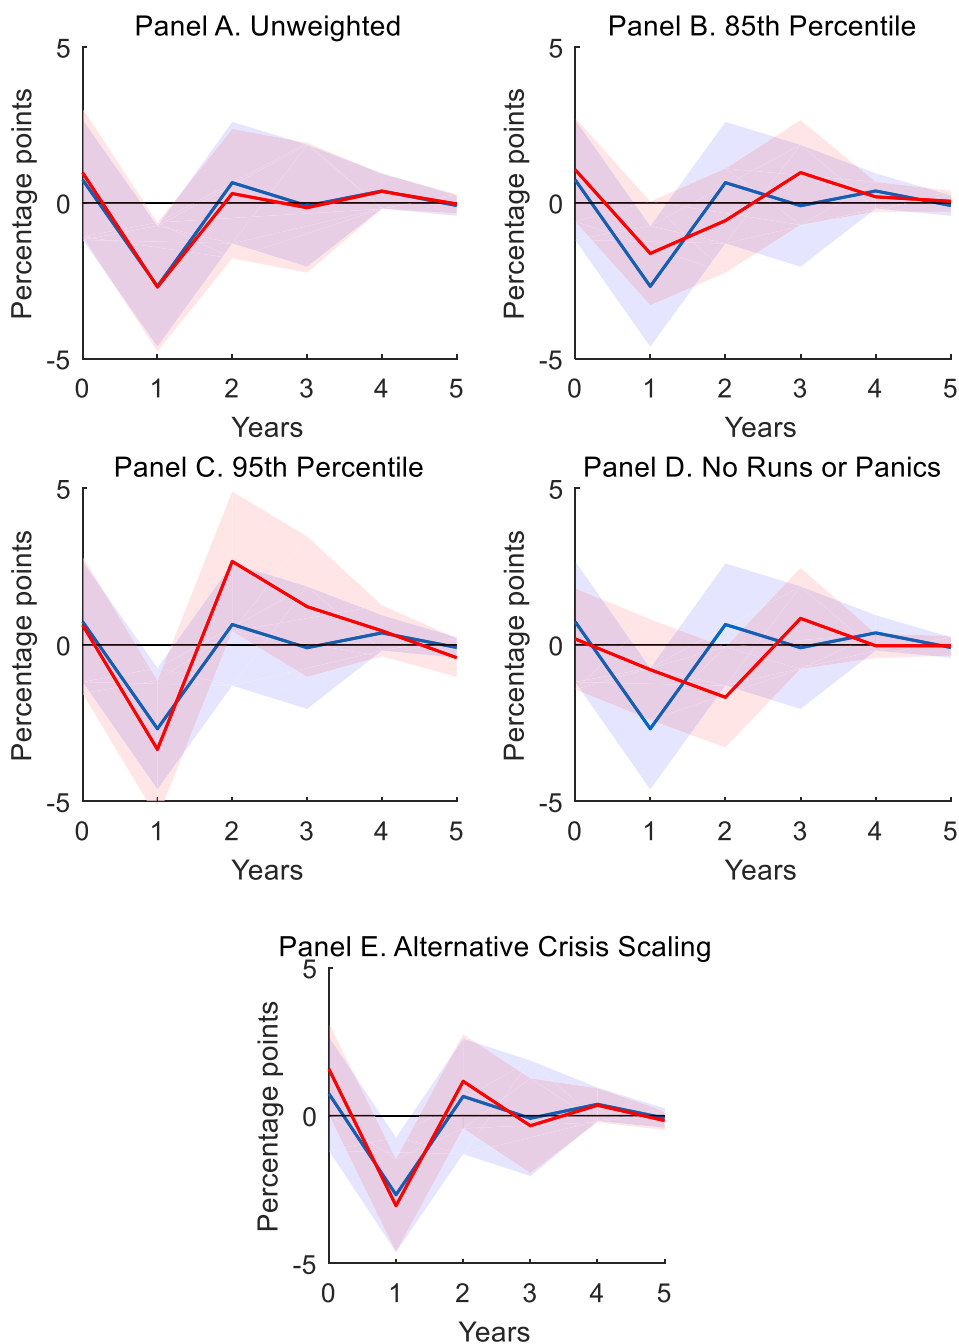 Panel A. Unweighted
5
0
-5
Percentage points
0 1 2 3 4 5
Years
Panel B. 85th Percentile
5
0
-5
Percentage points
0 1 2 3 4 5
Years
Panel C. 95th Percentile
5
0
-5
Percentage points
0 1 2 3 4 5
Years
Panel D. No Runs or Panics
5
0
-5
Percentage points
0 1 2 3 4 5
Years
Panel E. Alternative Crisis Scaling
5
0
-5
Percentage points
0 1 2 3 4 5
Years